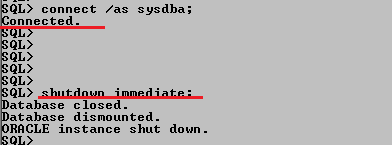 SQL> connect /as sysdba;
Connected.
SQL>
SQL>
SQL>
SQL>
SQL>
SQL> shutdown immediate;
Database closed.
Database dismounted.
ORACLE instance shut down.
SQL>